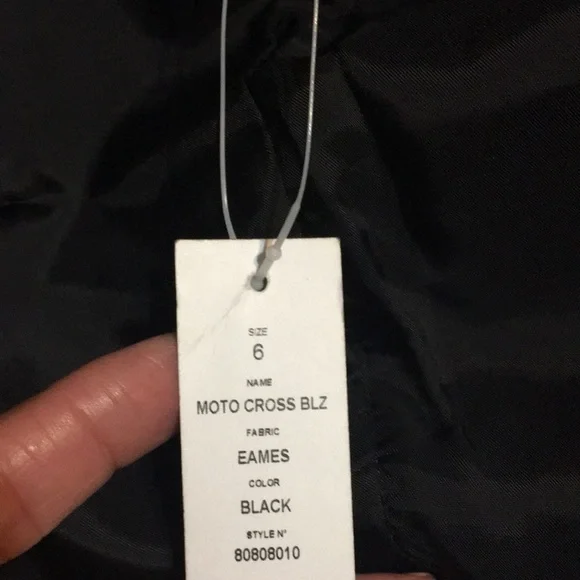 SIZE
6
NAME
MOTO CROSS BLZ
FABRIC
EAMES
COLOR
BLACK
STYLE N°
80808010